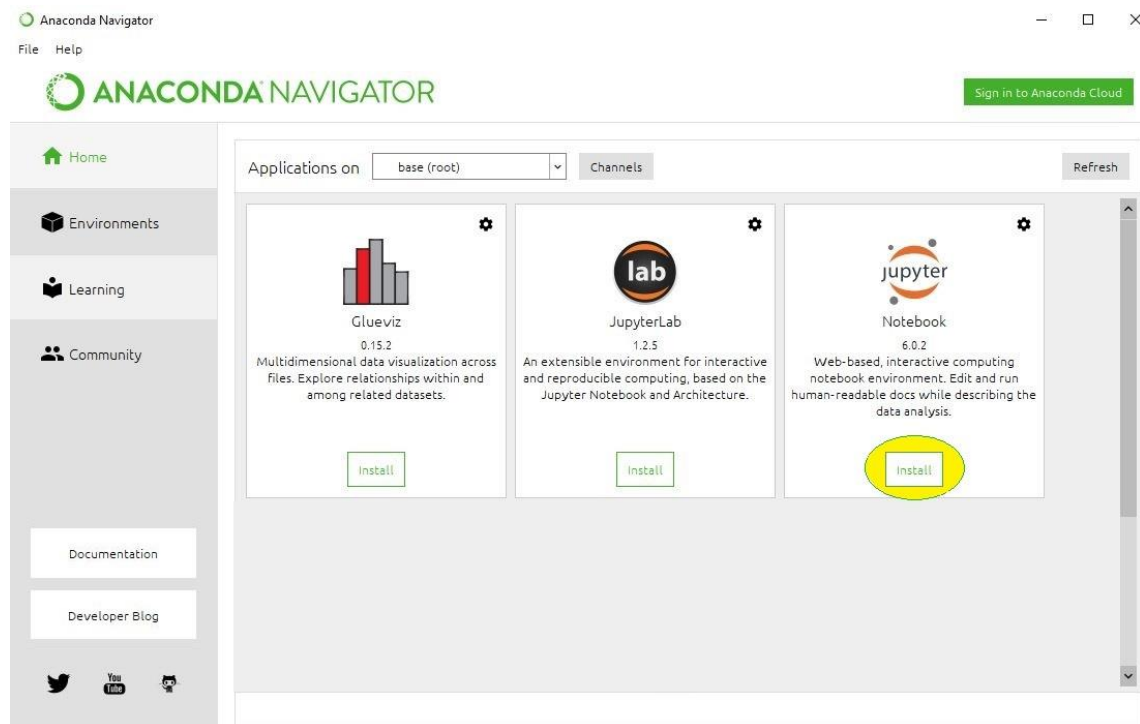 Anaconda Navigator
File Help
ANACONDA NAVIGATOR
Sign in to Anaconda Cloud
Home
Environments
Learning
Community
Documentation
Developer Blog
You
Tube
Applications on base (root) Channels Refresh
Glueviz
0.15.2
Multidimensional data visualization across
files. Explore relationships within and
among related datasets.
Install
lab
JupyterLab
1.2.5
An extensible environment for interactive
and reproducible computing, based on the
Jupyter Notebook and Architecture.
Install
jupyter
Notebook
6.0.2
Web-based, interactive computing
notebook environment. Edit and run
human-readable docs while describing the
data analysis.
Install